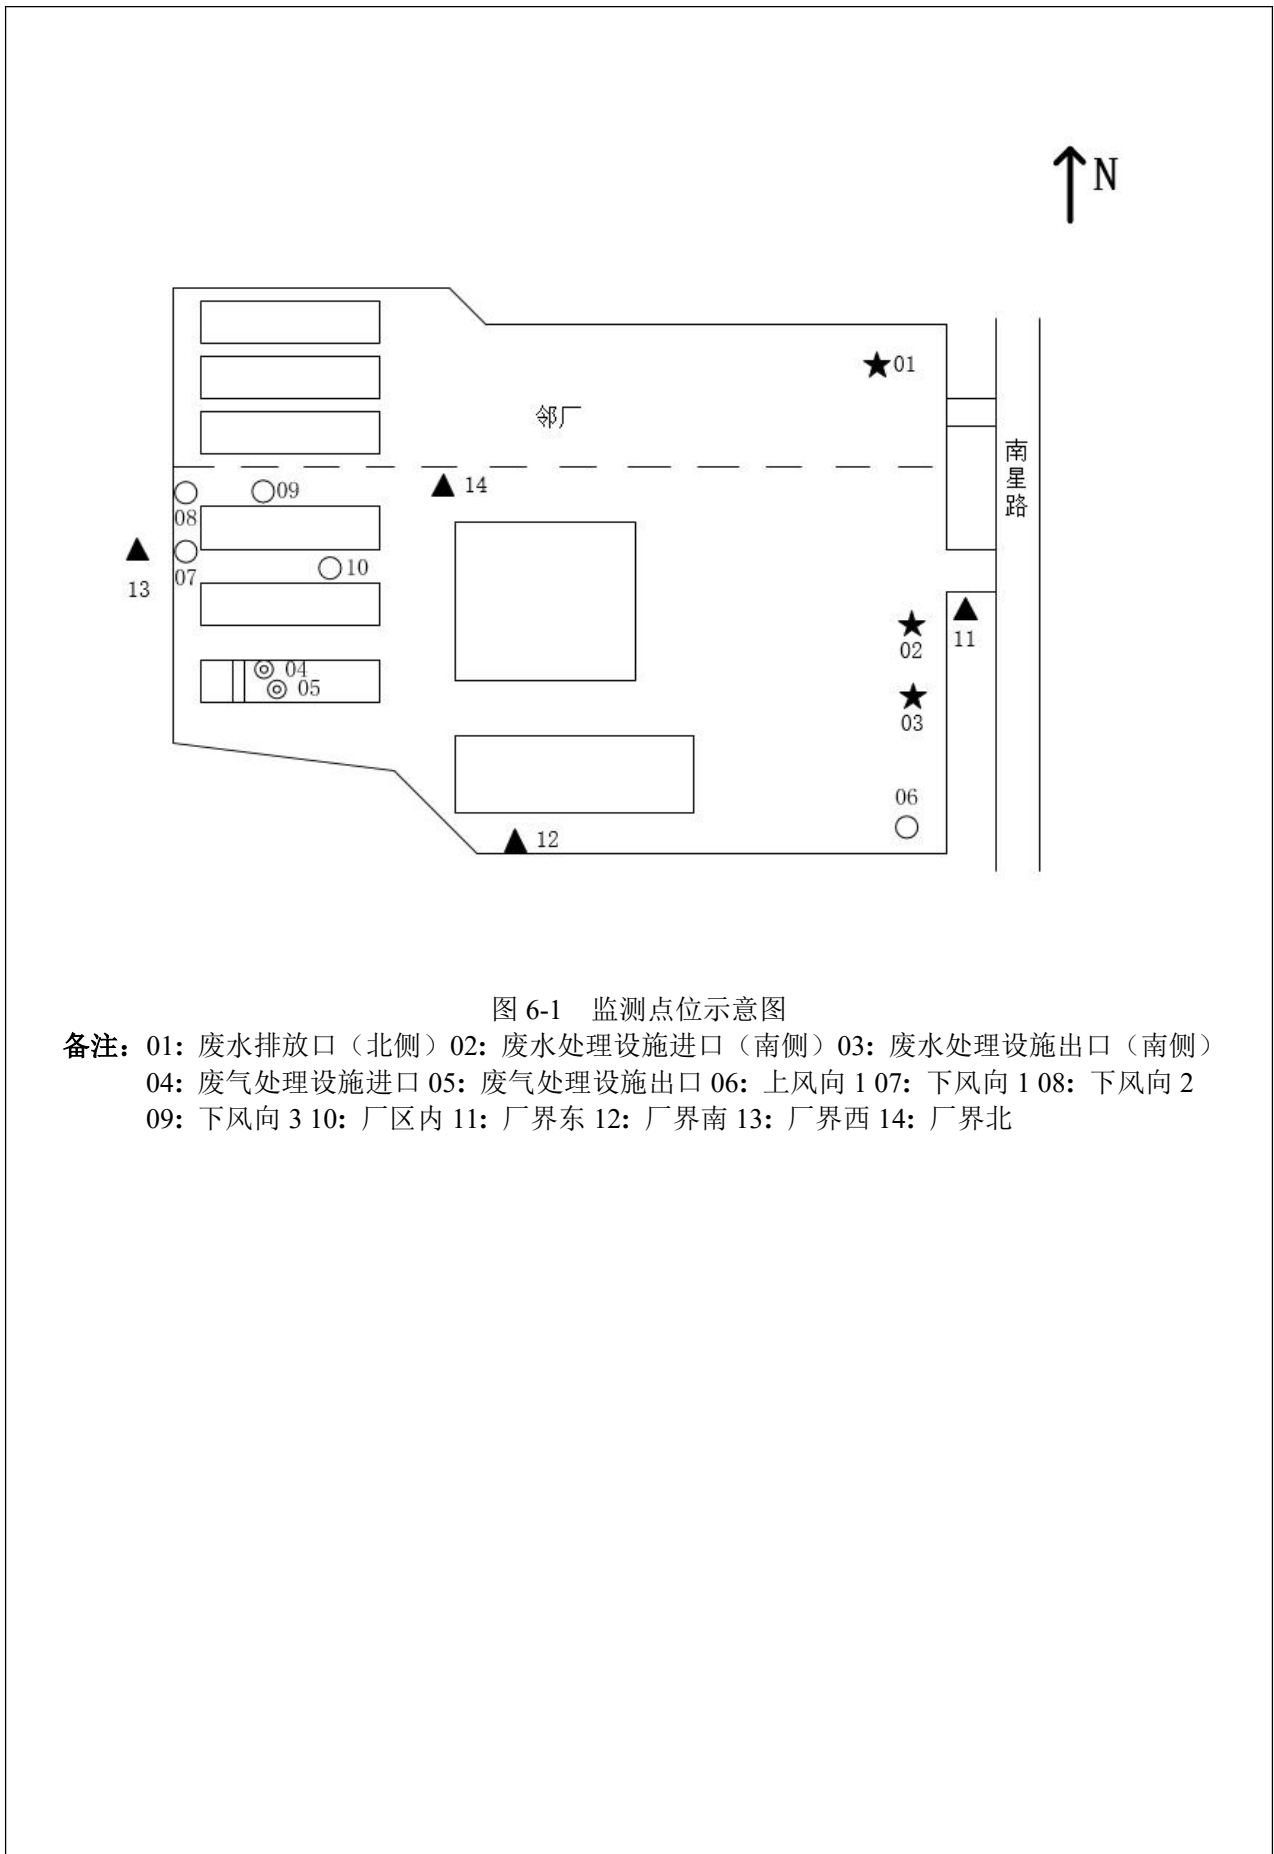 N
01
邻厂
南星路
14
09
08
10
07
13
02
11
04
05
03
06
12
图 6-1 监测点位示意图
备注：01：废水排放口（北侧）02：废水处理设施进口（南侧）03：废水处理设施出口（南侧）
04：废气处理设施进口 05：废气处理设施出口 06：上风向 1 07：下风向 1 08：下风向 2
09：下风向 3 10：厂区内 11：厂界东 12：厂界南 13：厂界西 14：厂界北